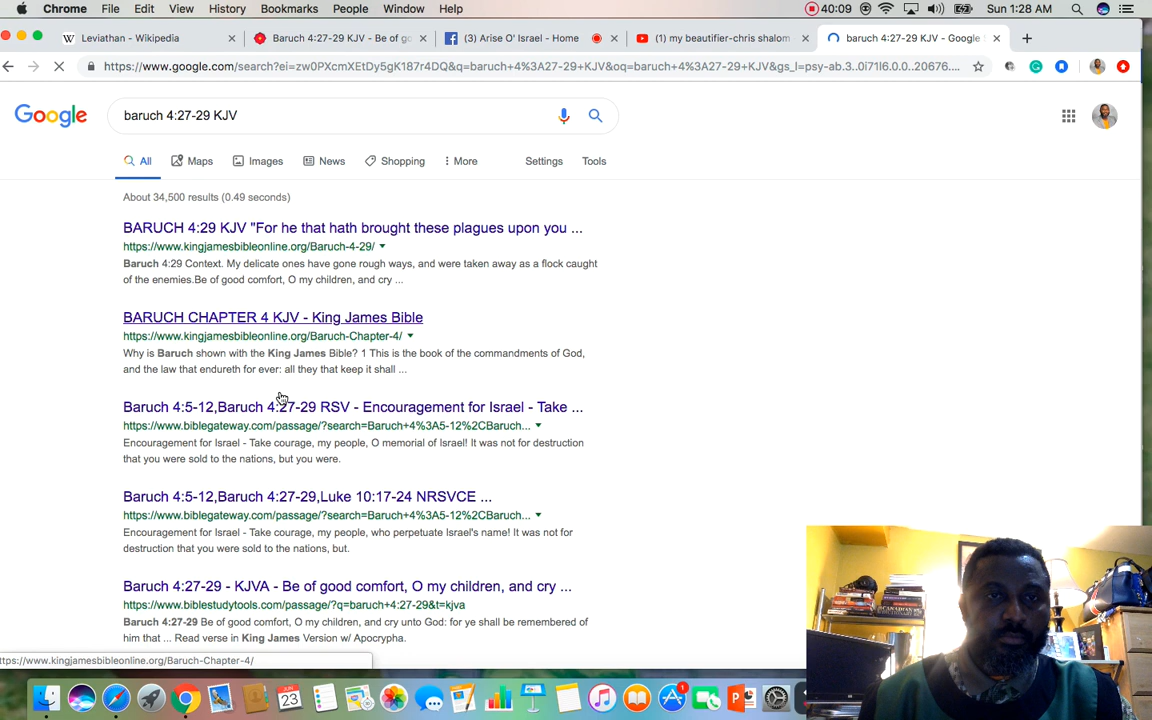 Chrome File Edit View History Bookmarks People Window Help 40:09 Sun 1:28 AM
Leviathan - Wikipedia
Baruch 4:27-29 KJV - Be of go
(3) Arise O' Israel - Home
(1) my beautifier-chris shalom
baruch 4:27-29 KJV - Google
https://www.google.com/search?ei=zw0PXcmXEtDy5gK187r4DQ&q=baruch+4%3A27-29+KJV&oq=baruch+4%3A27-29+KJV&gs_l=psy-ab.3..0i71l6.0.0..20676....
Google
baruch 4:27-29 KJV
All Maps Images News Shopping More Settings Tools
About 34,500 results (0.49 seconds)
BARUCH 4:29 KJV "For he that hath brought these plagues upon you ...
https://www.kingjamesbibleonline.org/Baruch-4-29/
Baruch 4:29 Context. My delicate ones have gone rough ways, and were taken away as a flock caught
of the enemies.Be of good comfort, O my children, and cry ...
BARUCH CHAPTER 4 KJV - King James Bible
https://www.kingjamesbibleonline.org/Baruch-Chapter-4/
Why is Baruch shown with the King James Bible? 1 This is the book of the commandments of God,
and the law that endureth for ever: all they that keep it shall ...
Baruch 4:5-12,Baruch 4:27-29 RSV - Encouragement for Israel - Take ...
https://www.biblegateway.com/passage/?search=Baruch+4%3A5-12%2CBaruch...
Encouragement for Israel - Take courage, my people, O memorial of Israel! It was not for destruction
that you were sold to the nations, but you were.
Baruch 4:5-12,Baruch 4:27-29,Luke 10:17-24 NRSVCE ...
https://www.biblegateway.com/passage/?search=Baruch+4%3A5-12%2CBaruch...
Encouragement for Israel - Take courage, my people, who perpetuate Israel's name! It was not for
destruction that you were sold to the nations, but.
Baruch 4:27-29 - KJVA - Be of good comfort, O my children, and cry ...
https://www.biblestudytools.com/passage/?q=baruch+4:27-29&t=kjva
Baruch 4:27-29 Be of good comfort, O my children, and cry unto God: for ye shall be remembered of
him that ... Read verse in King James Version w/ Apocrypha.
ttps://www.kingjamesbibleonline.org/Baruch-Chapter-4/
JUN
23
1